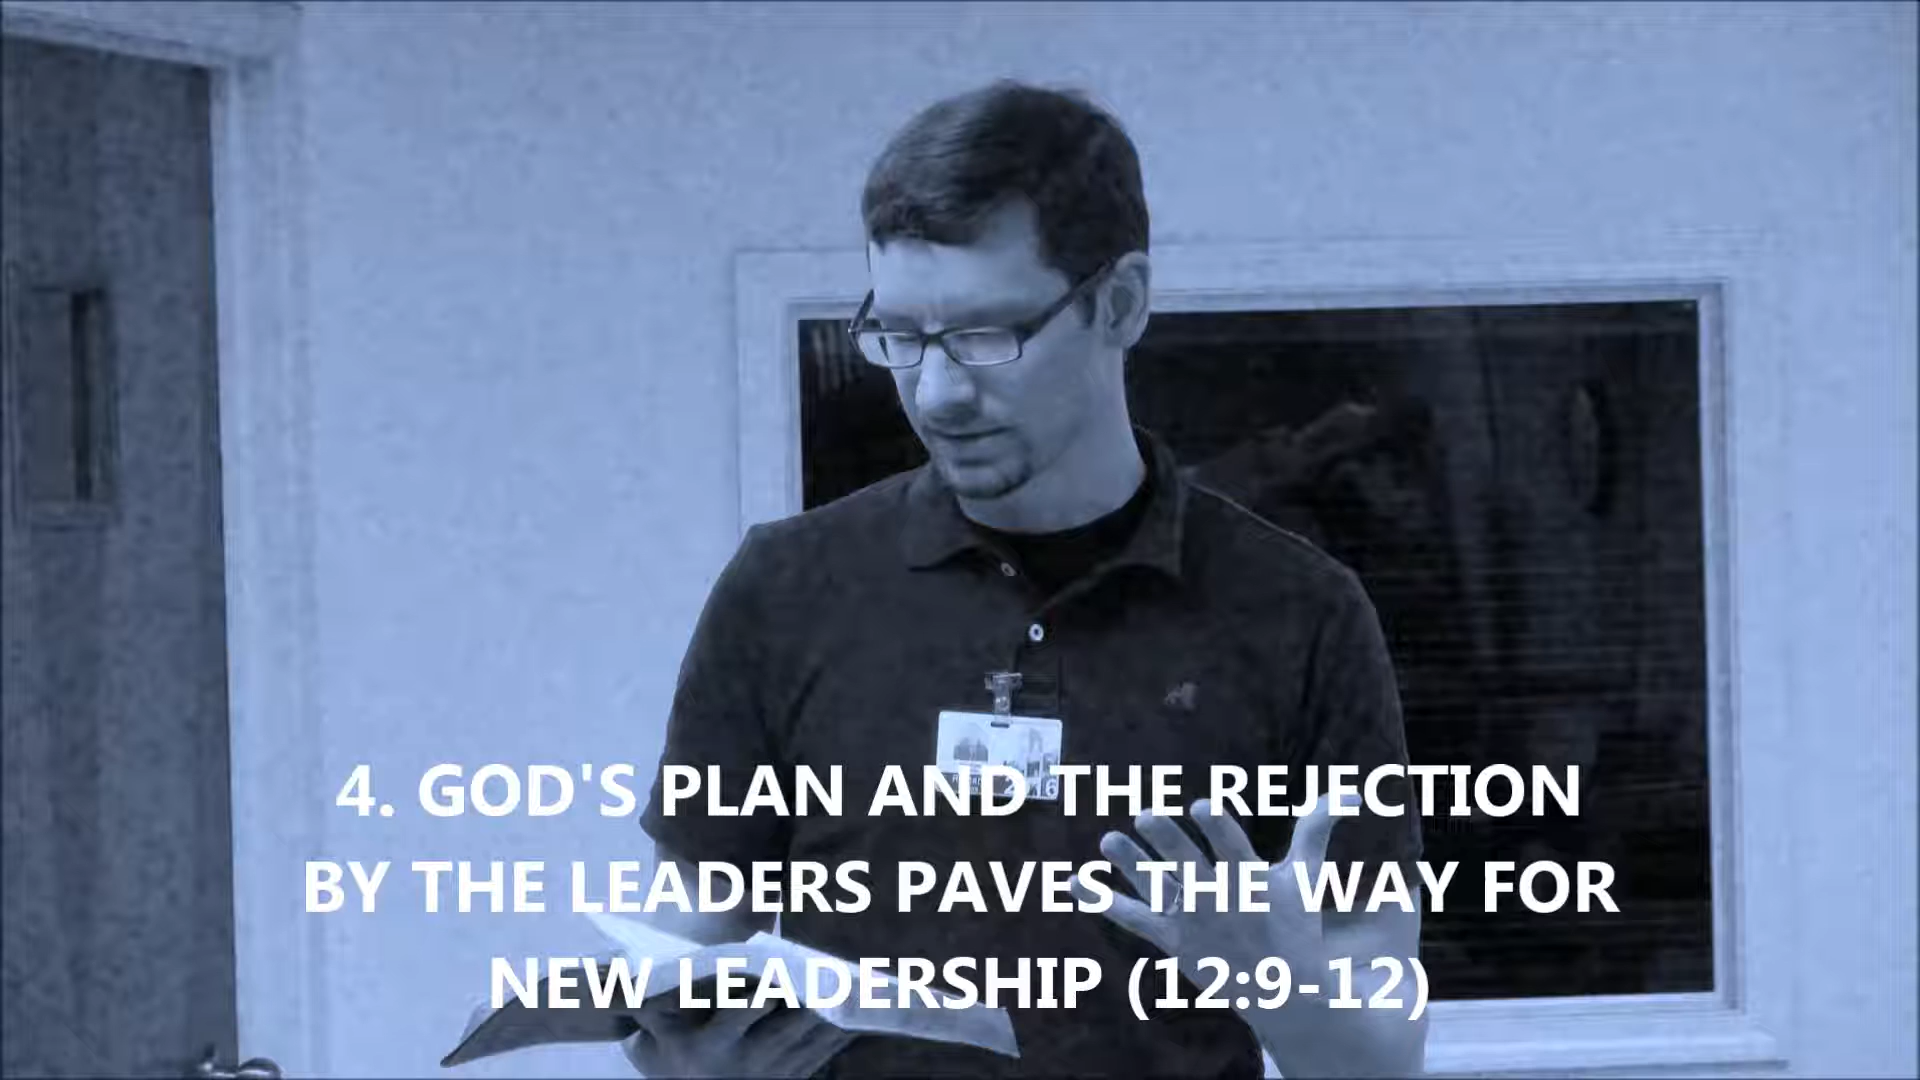 4. GOD'S PLAN AND THE REJECTION
BY THE LEADERS PAVES THE WAY FOR
NEW LEADERSHIP (12:9-12)